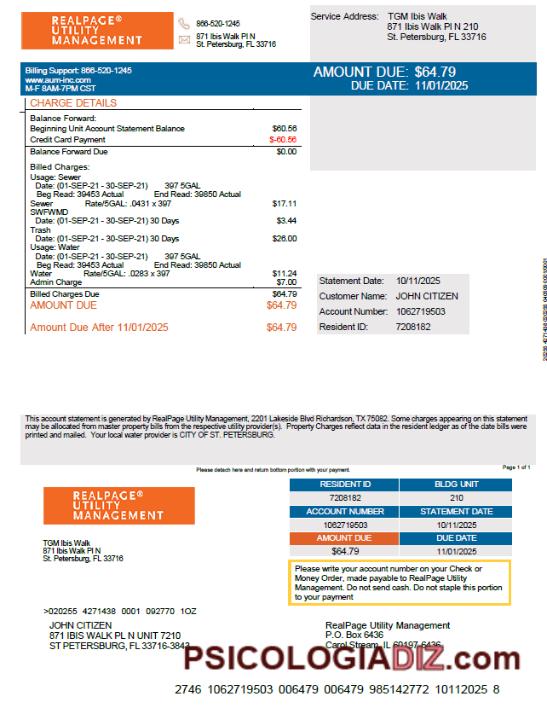 REALPAGE®
UTILITY
MANAGEMENT
866-520-1245
871 Ibis Walk Pl N
St. Petersburg, FL 33716
Service Address: TGM Ibis Walk
871 Ibis Walk Pl N 210
St. Petersburg, FL 33716
Billing Support: 866-520-1245
www.aum-inc.com
M-F 8AM-7PM CST
AMOUNT DUE: $64.79
DUE DATE: 11/01/2025
CHARGE DETAILS
Balance Forward:
Beginning Unit Account Statement Balance $60.56
Credit Card Payment $-60.56
Balance Forward Due $0.00
Billed Charges:
Usage: Sewer
Date: (01-SEP-21 - 30-SEP-21) 397 5GAL
Beg Read: 39453 Actual End Read: 39850 Actual
Sewer Rate/5GAL: .0431 x 397 $17.11
SWFWMD
Date: (01-SEP-21 - 30-SEP-21) 30 Days $3.44
Trash
Date: (01-SEP-21 - 30-SEP-21) 30 Days $26.00
Usage: Water
Date: (01-SEP-21 - 30-SEP-21) 397 5GAL
Beg Read: 39453 Actual End Read: 39850 Actual
Water Rate/5GAL: .0283 x 397 $11.24
Admin Charge $7.00
Billed Charges Due $64.79
AMOUNT DUE $64.79
Amount Due After 11/01/2025 $64.79
Statement Date: 10/11/2025
Customer Name: JOHN CITIZEN
Account Number: 1062719503
Resident ID: 7208182
This account statement is generated by RealPage Utility Management, 2201 Lakeside Blvd Richardson, TX 75082. Some charges appearing on this statement
may be allocated from master property bills from the respective utility provider(s). Property Charges reflect data in the resident ledger as of the date bills were
printed and mailed. Your local water provider is CITY OF ST. PETERSBURG.
Please detach here and return bottom portion with your payment.
Page 1 of 1
REALPAGE®
UTILITY
MANAGEMENT
RESIDENT ID BLDG UNIT
7208182 210
ACCOUNT NUMBER STATEMENT DATE
1062719503 10/11/2025
AMOUNT DUE DUE DATE
$64.79 11/01/2025
TGM Ibis Walk
871 Ibis Walk Pl N
St. Petersburg, FL 33716
Please write your account number on your Check or
Money Order, made payable to RealPage Utility
Management. Do not send cash. Do not staple this portion
to your payment
>020255 4271438 0001 092770 1OZ
JOHN CITIZEN
871 IBIS WALK PL N UNIT 7210
ST PETERSBURG, FL 33716-3842
RealPage Utility Management
P.O. Box 6436
Carol Stream, IL 60197-6436
PSICOLOGIADIZ.com
2746 1062719503 006479 006479 985142772 10112025 8